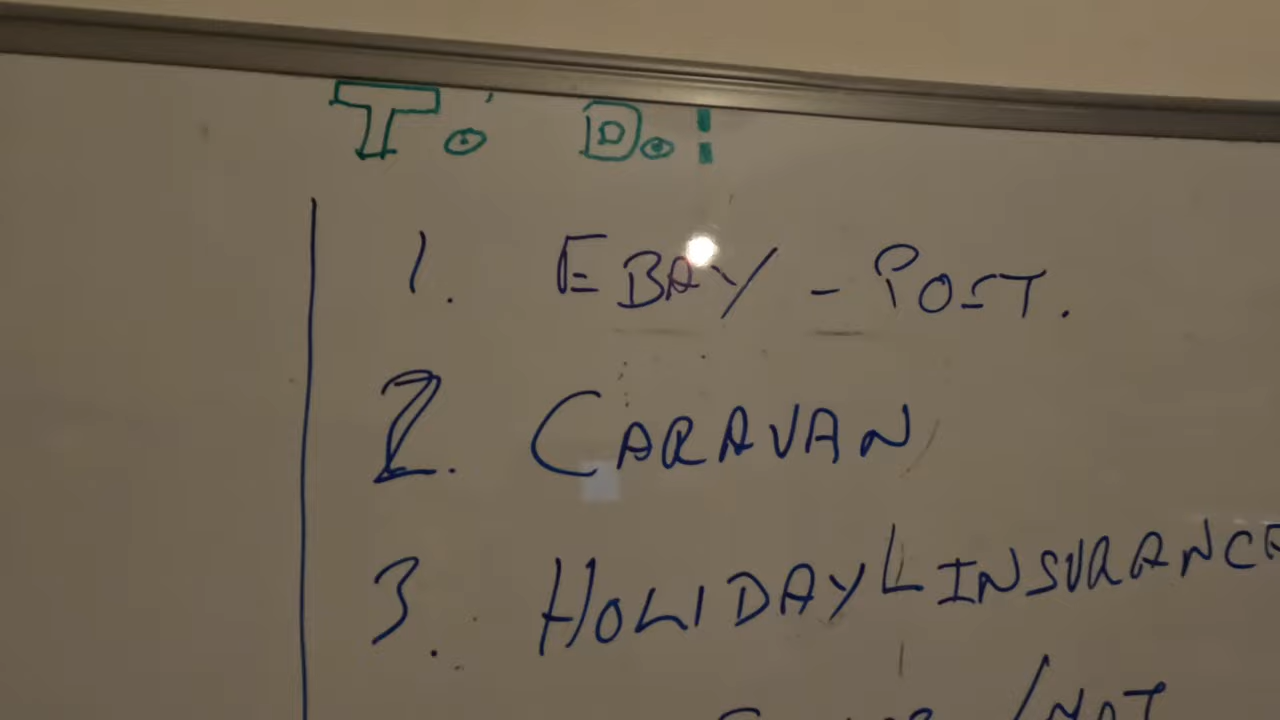 To Do:
1. EBAY - POST.
2. CARAVAN
3. HOLIDAY INSURANCE